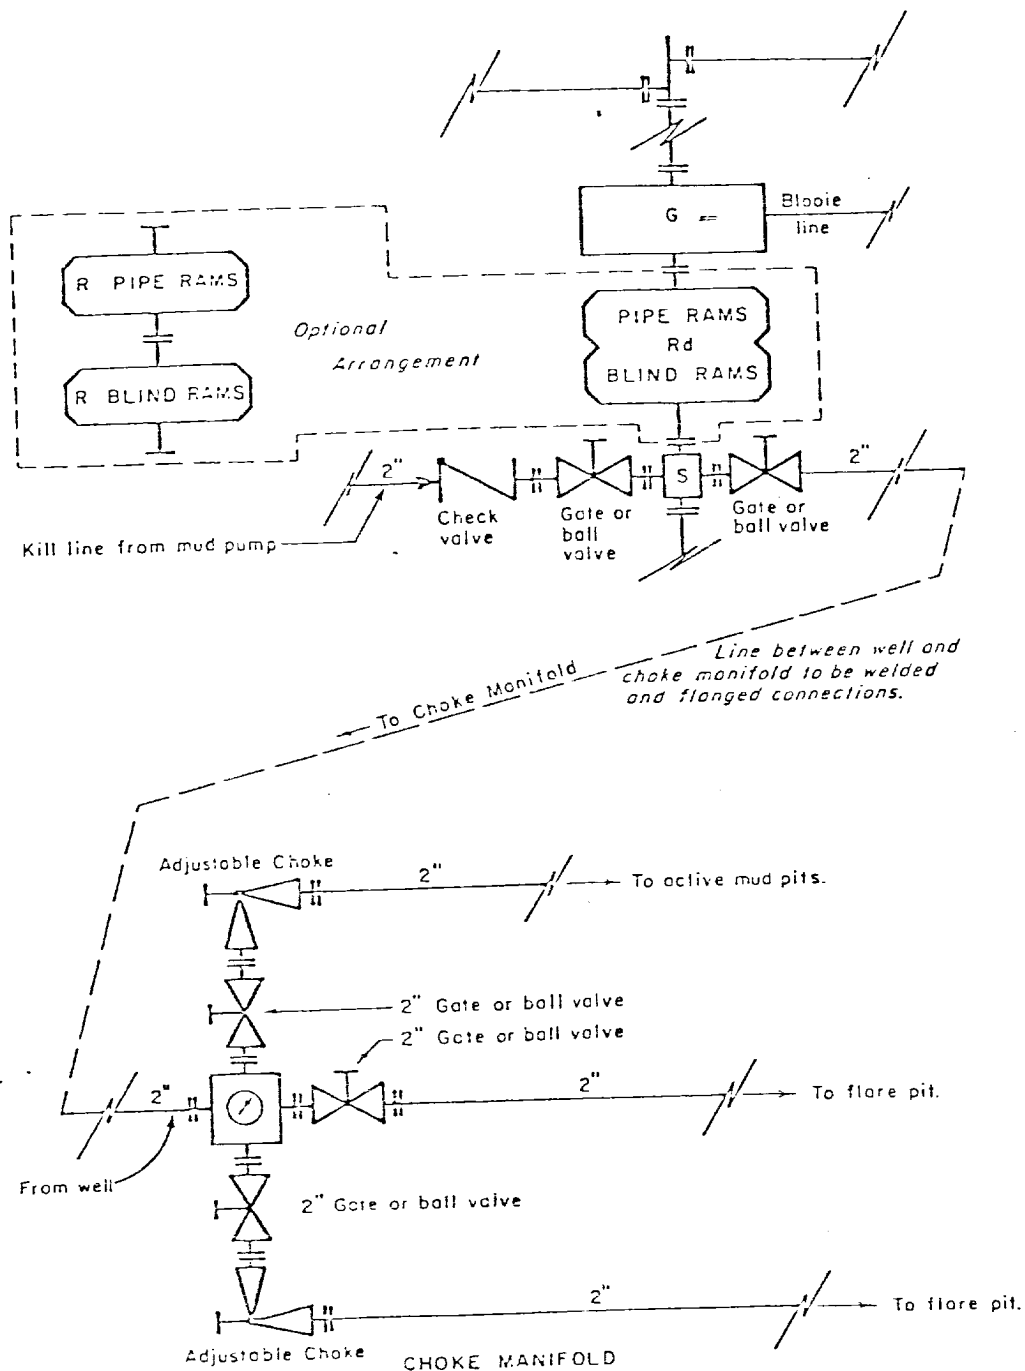 G
Blooie
line
R PIPE RAMS
Optional
Arrangement
R BLIND RAMS
PIPE RAMS
Rd
BLIND RAMS
2"
S
2"
Check
valve
Gate or
ball
valve
Gate or
ball valve
Kill line from mud pump
Line between well and
choke manifold to be welded
and flanged connections.
To Choke Manifold
Adjustable Choke
2"
To active mud pits.
2" Gate or ball valve
2" Gate or ball valve
2"
2"
To flare pit.
From well
2" Gate or ball valve
2"
To flare pit.
Adjustable Choke
CHOKE MANIFOLD